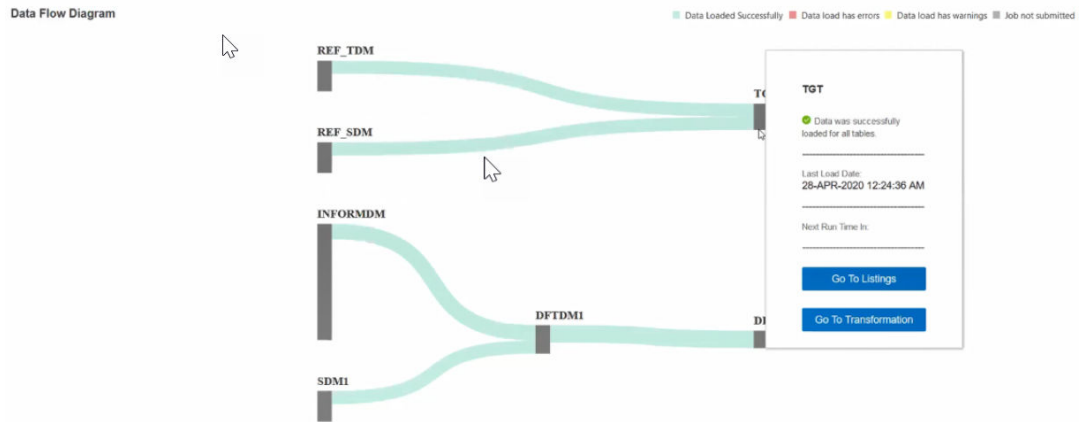 Data Flow Diagram
Data Loaded Successfully Data load has errors Data load has warnings Job not submitted
REF_TDM
TGT
REF_SDM
Data was successfully
loaded for all tables.
Last Load Date:
28-APR-2020 12:24:36 AM
INFORMDM
Next Run Time In:
Go To Listings
DFTDM1
Go To Transformation
SDM1